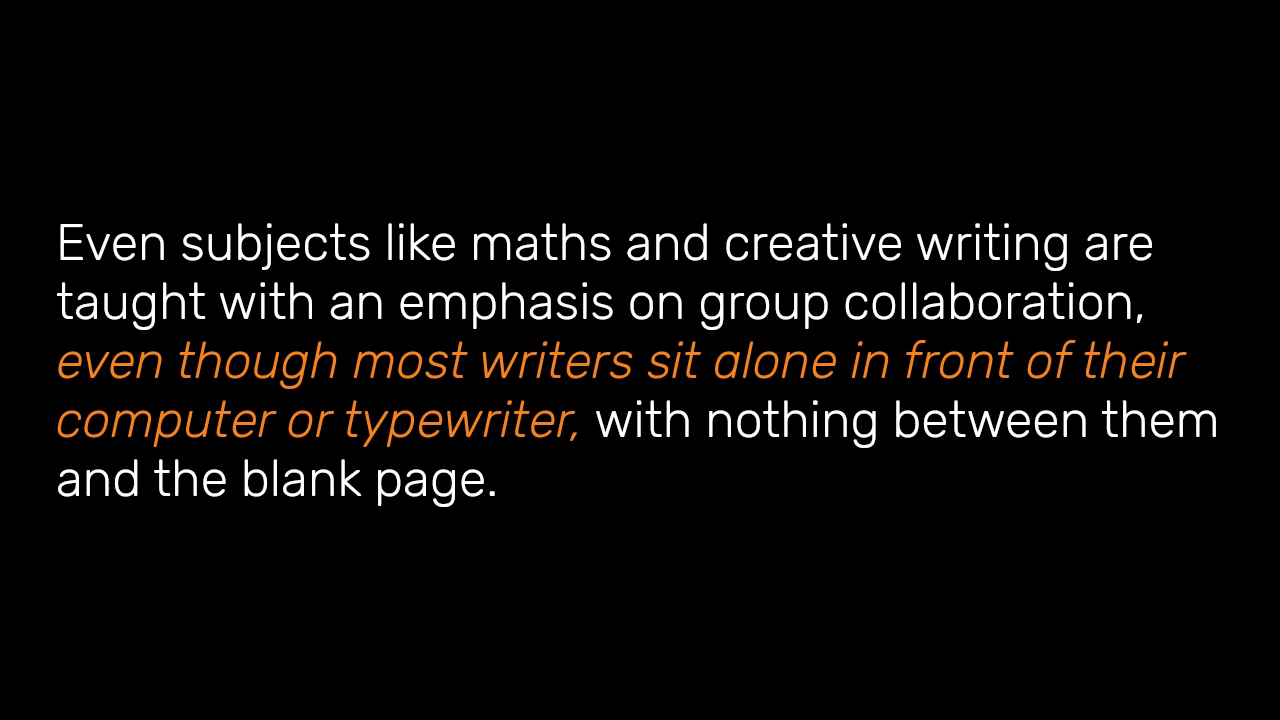 Even subjects like maths and creative writing are
taught with an emphasis on group collaboration,
even though most writers sit alone in front of their
computer or typewriter, with nothing between them
and the blank page.